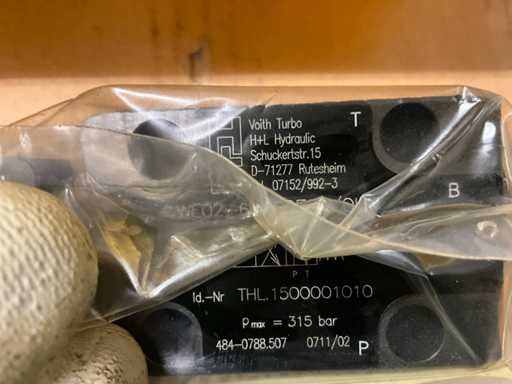 Voith Turbo
H+L Hydraulic
Schuckertstr.15
D-71277 Rutesheim
07152/992-3
T
B
P T
Id.-Nr THL.1500001010
Pmax = 315 bar
484-0788.507 0711/02
P